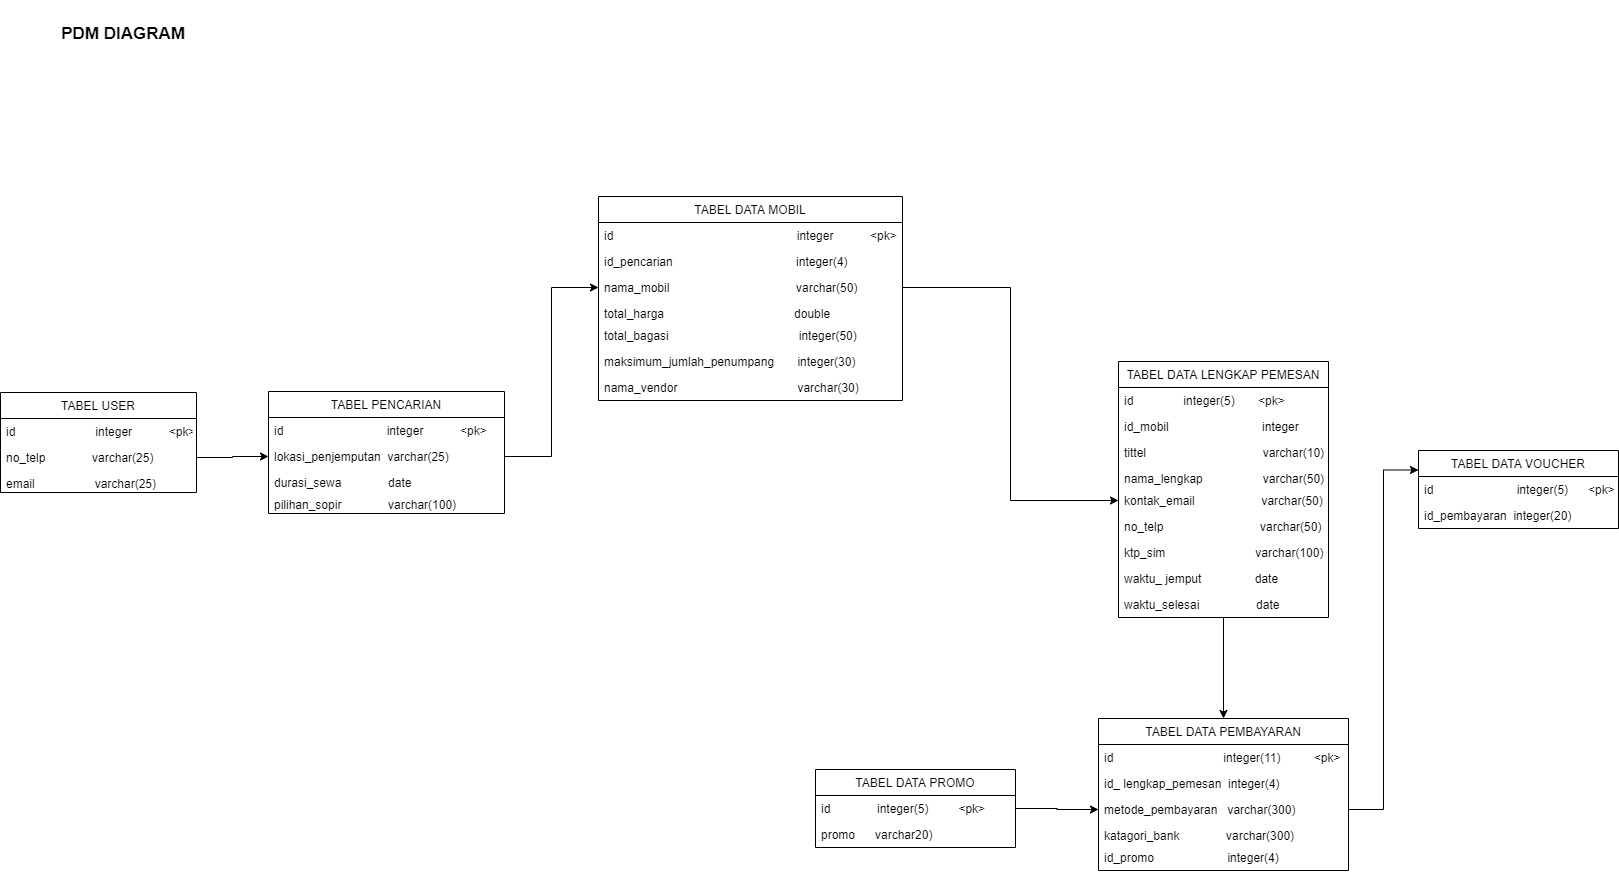 PDM DIAGRAM
TABEL USER
id integer <pk>
no_telp varchar(25)
email varchar(25)
TABEL PENCARIAN
id integer <pk>
lokasi_penjemputan varchar(25)
durasi_sewa date
pilihan_sopir varchar(100)
TABEL DATA MOBIL
id integer <pk>
id_pencarian integer(4)
nama_mobil varchar(50)
total_harga double
total_bagasi integer(50)
maksimum_jumlah_penumpang integer(30)
nama_vendor varchar(30)
TABEL DATA LENGKAP PEMESAN
id integer(5) <pk>
id_mobil integer
tittel varchar(10)
nama_lengkap varchar(50)
kontak_email varchar(50)
no_telp varchar(50)
ktp_sim varchar(100)
waktu_ jemput date
waktu_selesai date
TABEL DATA VOUCHER
id integer(5) <pk>
id_pembayaran integer(20)
TABEL DATA PROMO
id integer(5) <pk>
promo varchar20)
TABEL DATA PEMBAYARAN
id integer(11) <pk>
id_ lengkap_pemesan integer(4)
metode_pembayaran varchar(300)
katagori_bank varchar(300)
id_promo integer(4)